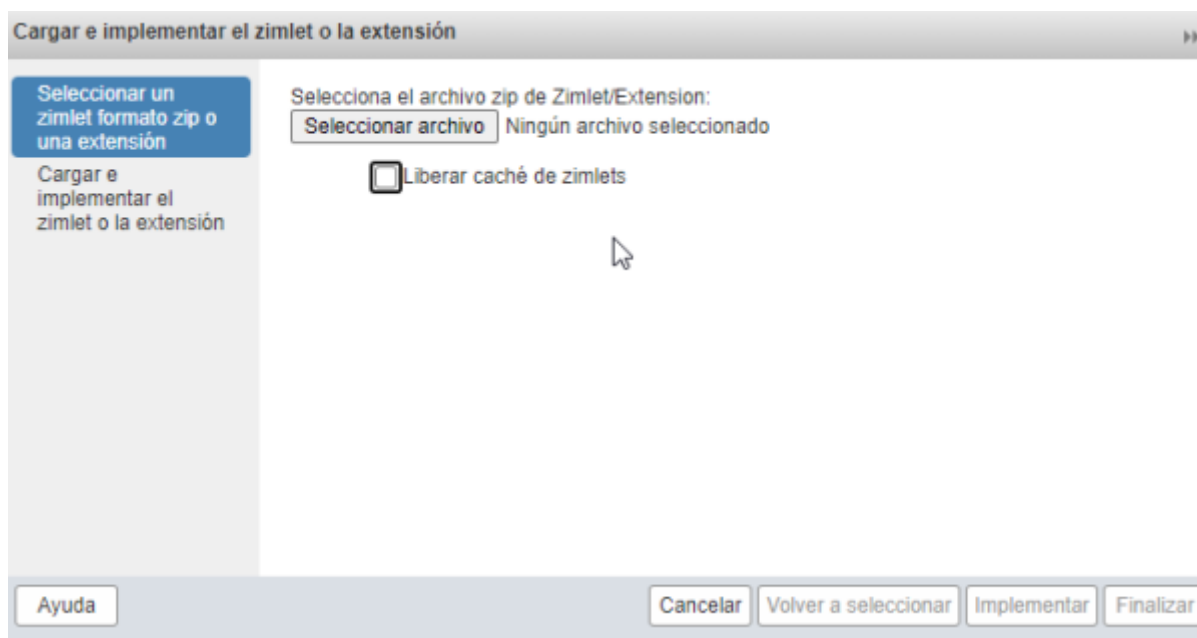 Cargar e implementar el zimlet o la extensión
Seleccionar un
zimlet formato zip o
una extensión
Cargar e
implementar el
zimlet o la extensión
Selecciona el archivo zip de Zimlet/Extension:
Seleccionar archivo Ningún archivo seleccionado
Liberar caché de zimlets
Ayuda Cancelar Volver a seleccionar Implementar Finalizar